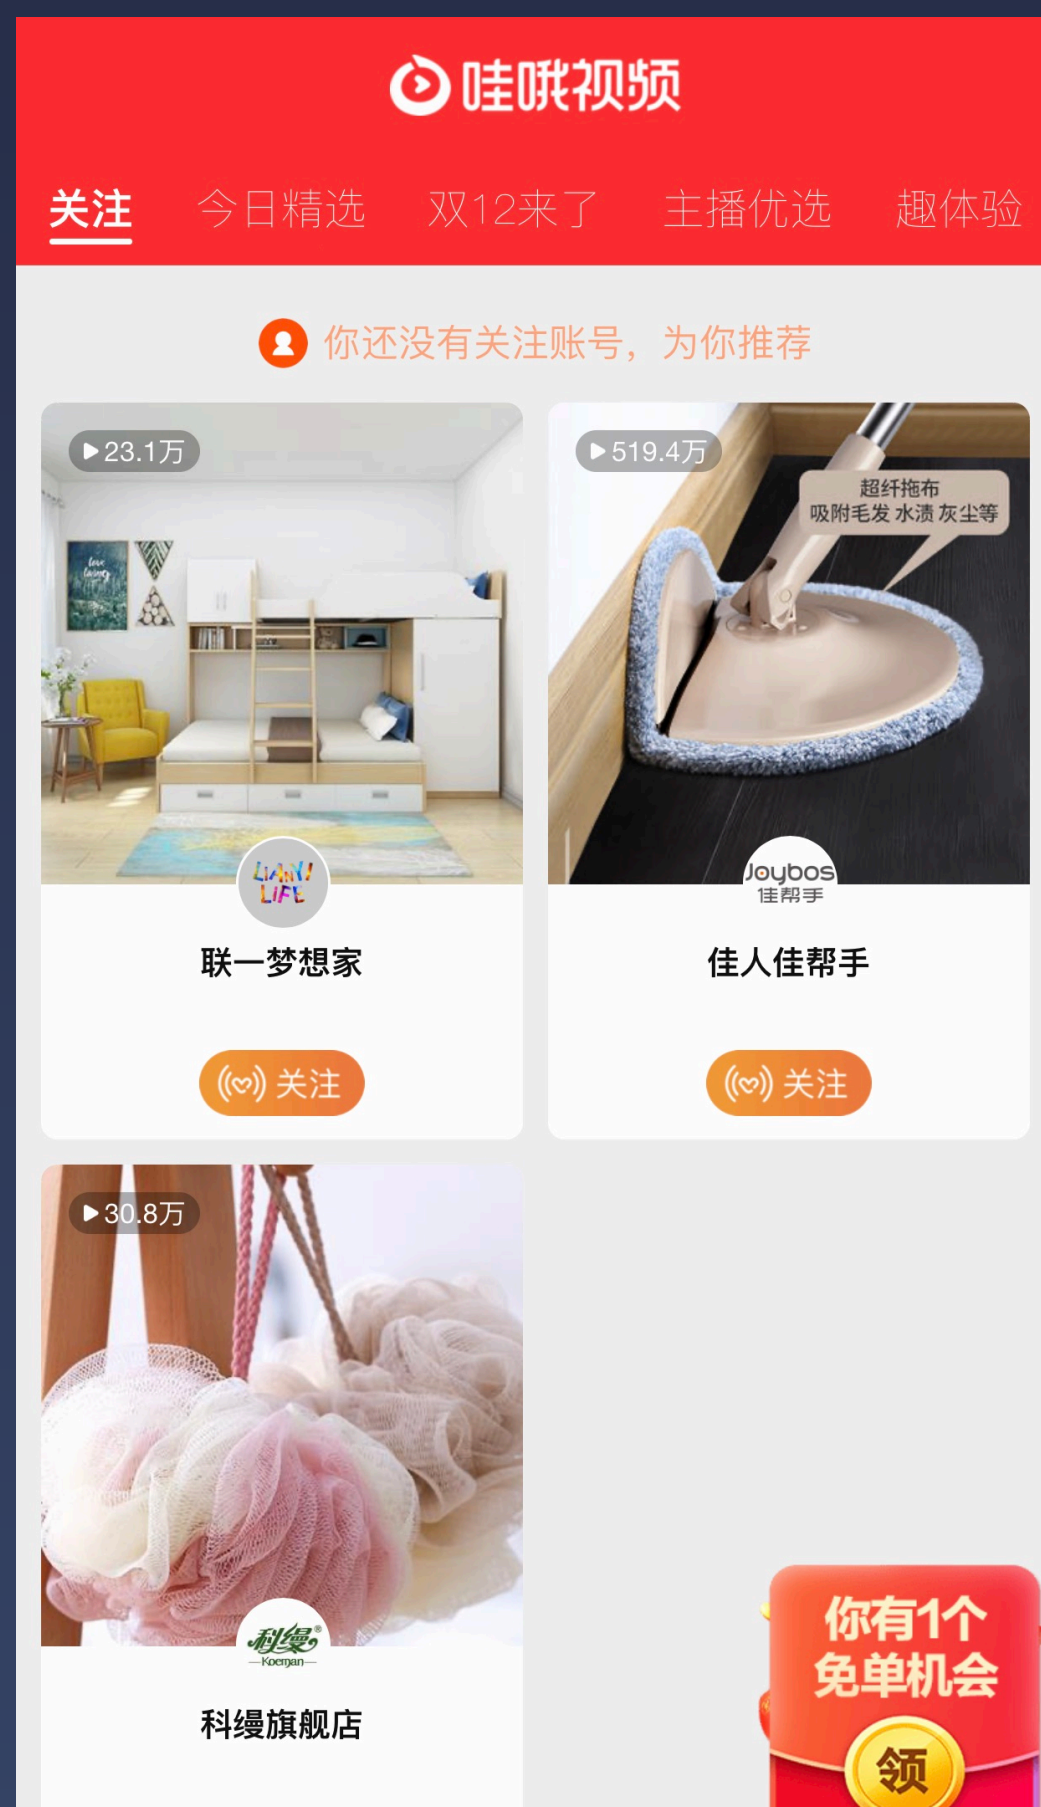 哇哦视频
关注 今日精选 双12来了 主播优选 趣体验
你还没有关注账号，为你推荐
23.1万
519.4万
超纤拖布
吸附毛发 水渍 灰尘等
love
living
LIANYI
LIFE
Joybos
佳帮手
联一梦想家
佳人佳帮手
关注
关注
30.8万
科缦®
Koeman
科缦旗舰店
你有1个
免单机会
领